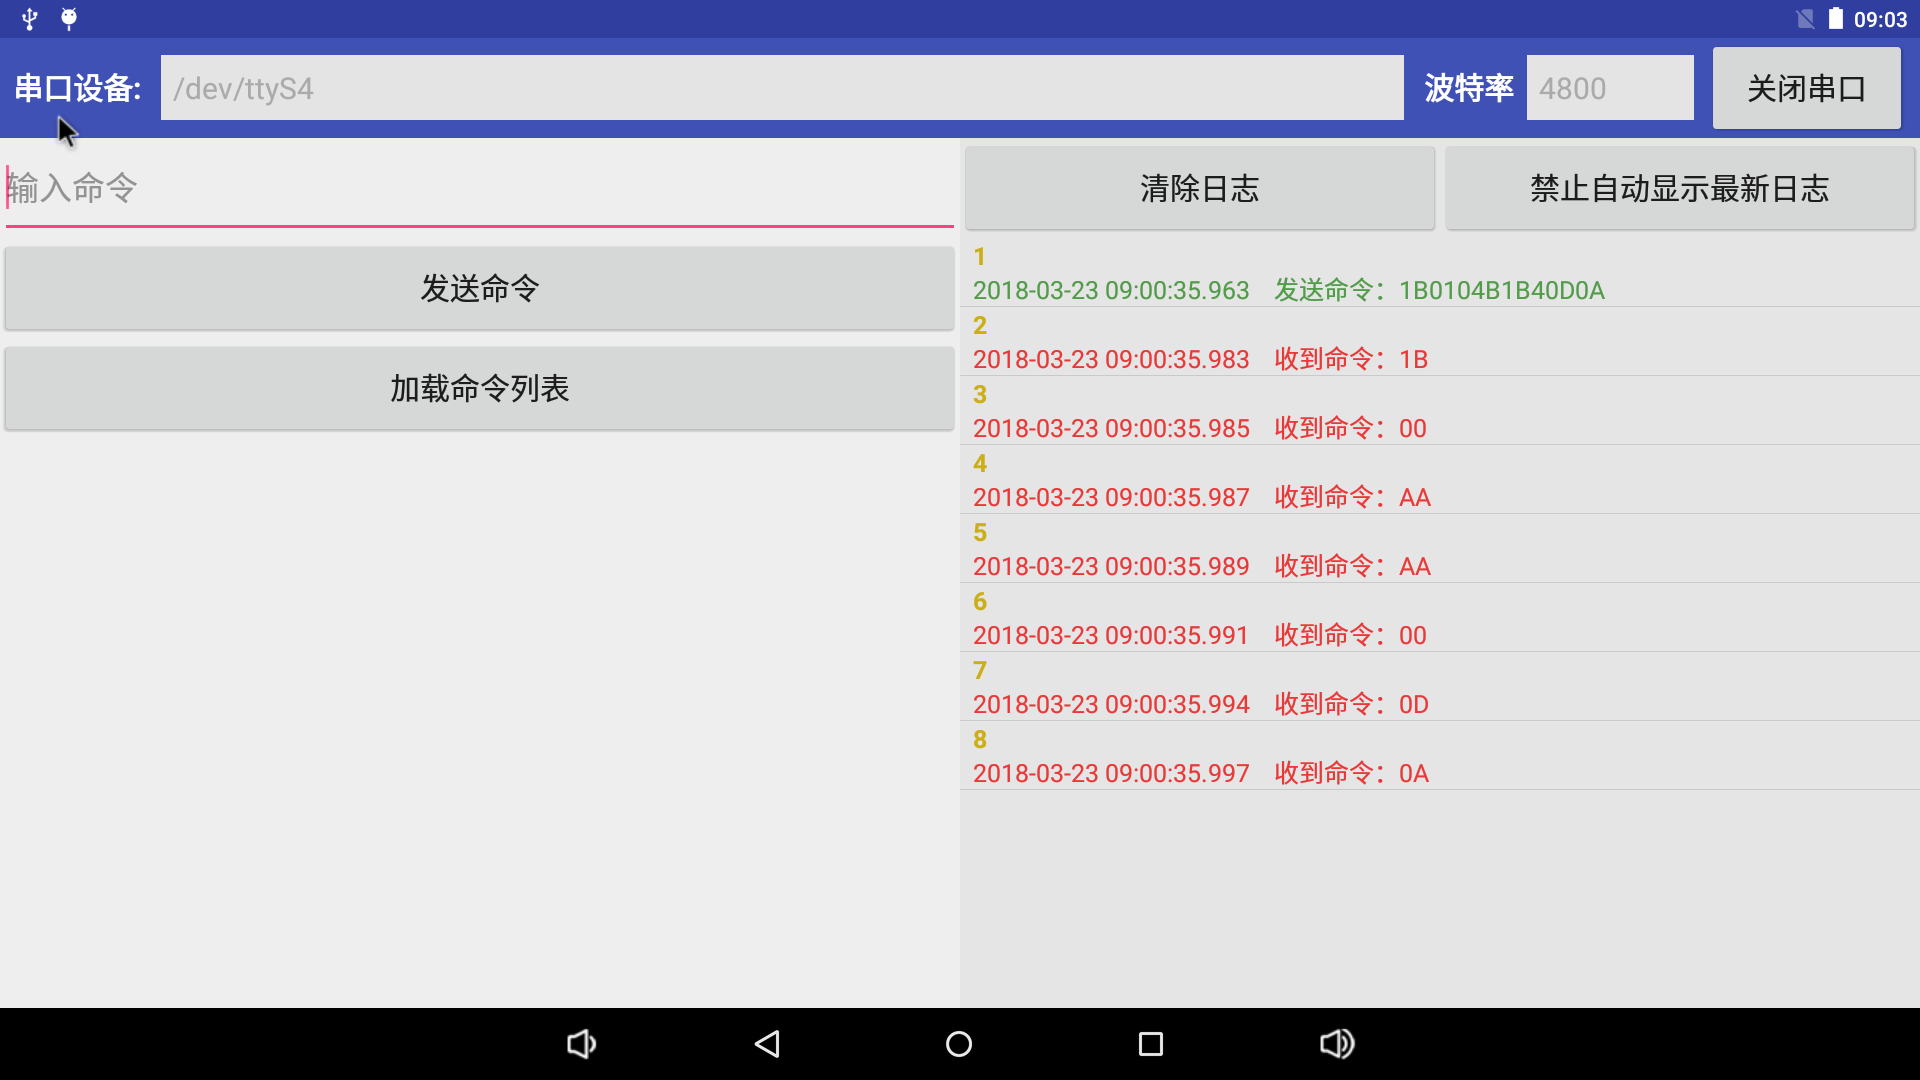 09:03
串口设备:
/dev/ttyS4
波特率
4800
关闭串口
输入命令
发送命令
加载命令列表
清除日志
禁止自动显示最新日志
1
2018-03-23 09:00:35.963 发送命令：1B0104B1B40D0A
2
2018-03-23 09:00:35.983 收到命令：1B
3
2018-03-23 09:00:35.985 收到命令：00
4
2018-03-23 09:00:35.987 收到命令：AA
5
2018-03-23 09:00:35.989 收到命令：AA
6
2018-03-23 09:00:35.991 收到命令：00
7
2018-03-23 09:00:35.994 收到命令：0D
8
2018-03-23 09:00:35.997 收到命令：0A